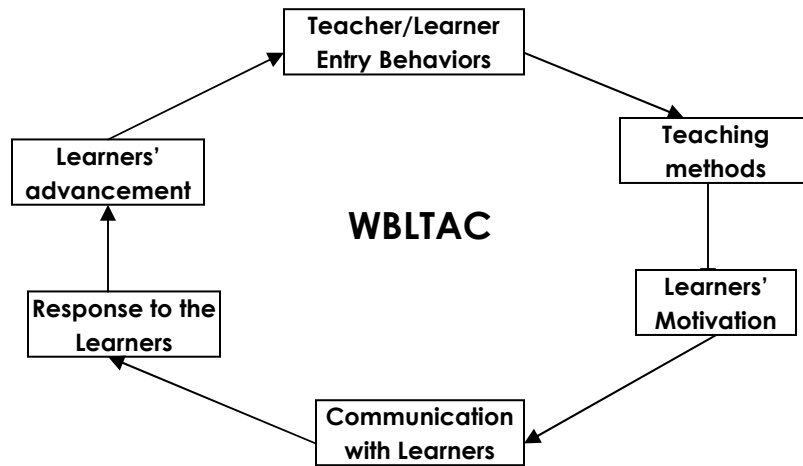 Teacher/Learner
Entry Behaviors
Teaching
methods
Learners’
advancement
WBLTAC
Learners’
Motivation
Response to the
Learners
Communication
with Learners